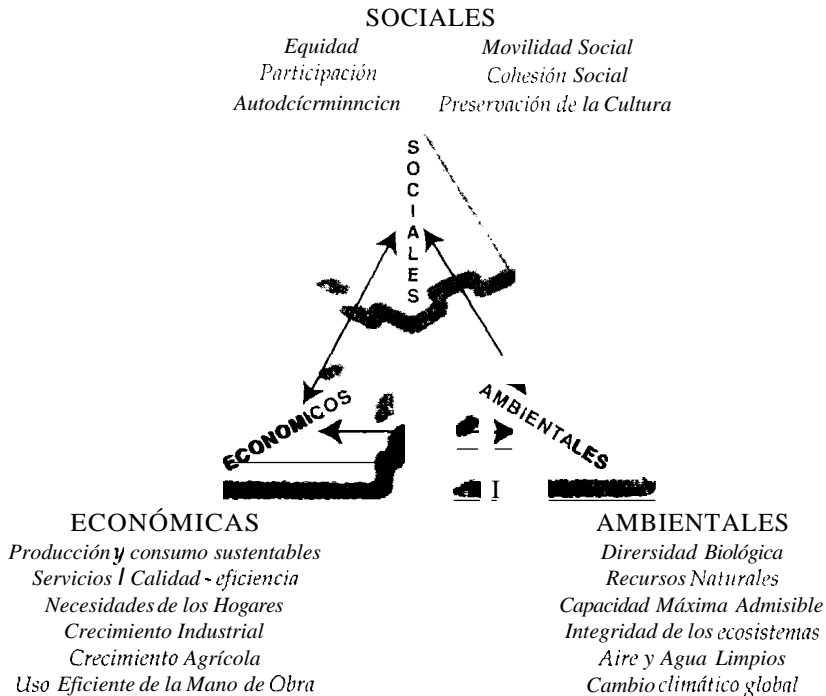 SOCIALES
Equidad
Participación
Autodcícrminncicn
Movilidad Social
Cohesión Social
Preservación de la Cultura
SOCIALES
ECONOMICOS
AMBIENTALES
I
ECONÓMICAS
Producción y consumo sustentables
Servicios / Calidad - eficiencia
Necesidades de los Hogares
Crecimiento Industrial
Crecimiento Agrícola
Uso Eficiente de la Mano de Obra
AMBIENTALES
Dirersidad Biológica
Recursos Naturales
Capacidad Máxima Admisible
Integridad de los ecosistemas
Aire y Agua Limpios
Cambio climático global